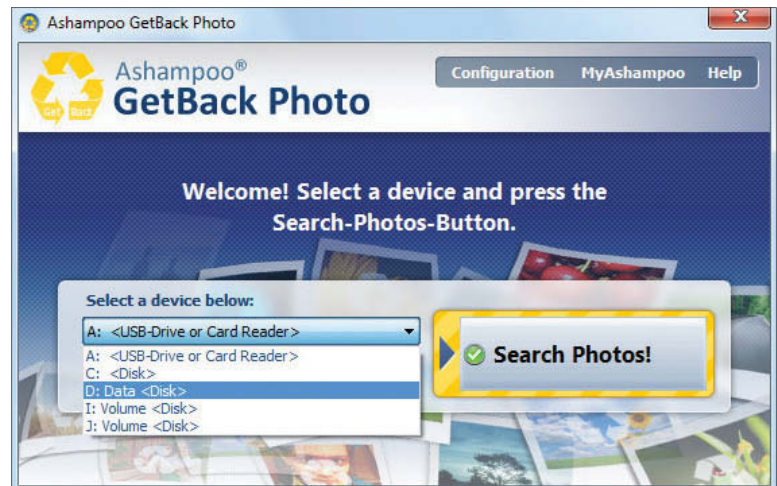 Ashampoo GetBack Photo
X
Ashampoo®
GetBack Photo
Get Back
Configuration MyAshampoo Help
Welcome! Select a device and press the
Search-Photos-Button.
Select a device below:
A: <USB-Drive or Card Reader>
A: <USB-Drive or Card Reader>
C: <Disk>
D: Data <Disk>
I: Volume <Disk>
J: Volume <Disk>
Search Photos!